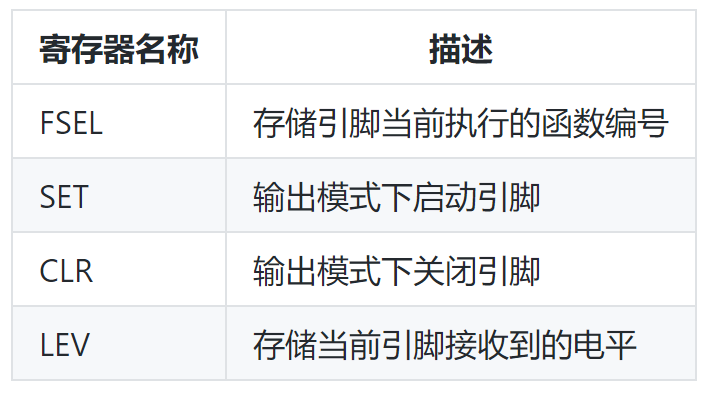 寄存器名称 描述
FSEL 存储引脚当前执行的函数编号
SET 输出模式下启动引脚
CLR 输出模式下关闭引脚
LEV 存储当前引脚接收到的电平